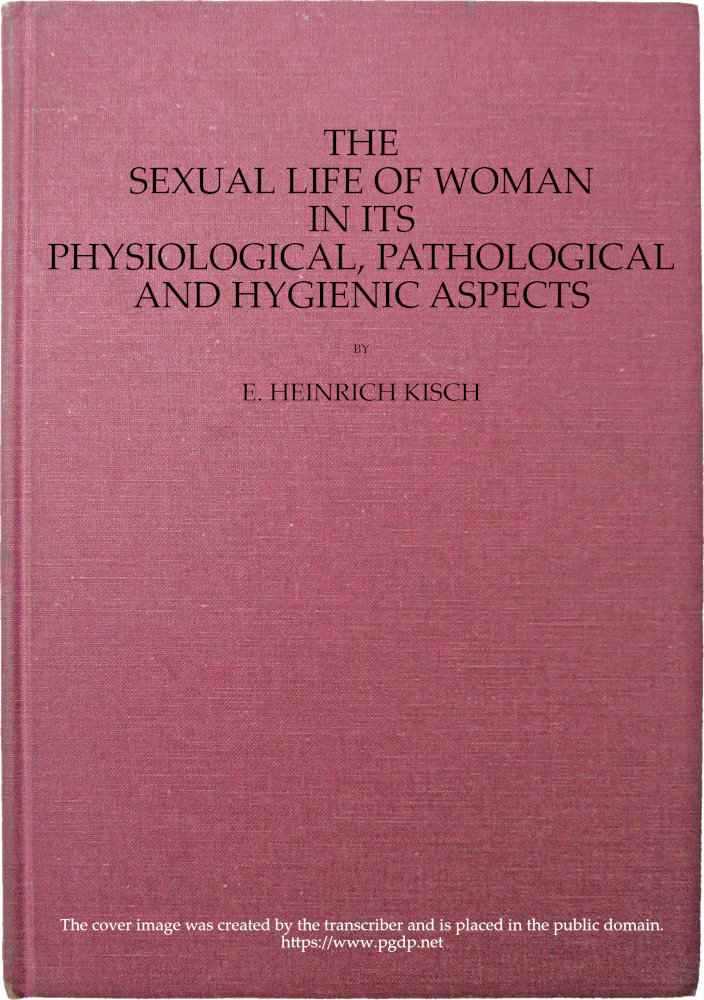 THE
SEXUAL LIFE OF WOMAN
IN ITS
PHYSIOLOGICAL, PATHOLOGICAL
AND HYGIENIC ASPECTS
BY
E. HEINRICH KISCH
The cover image was created by the transcriber and is placed in the public domain.
https://www.pgdp.net